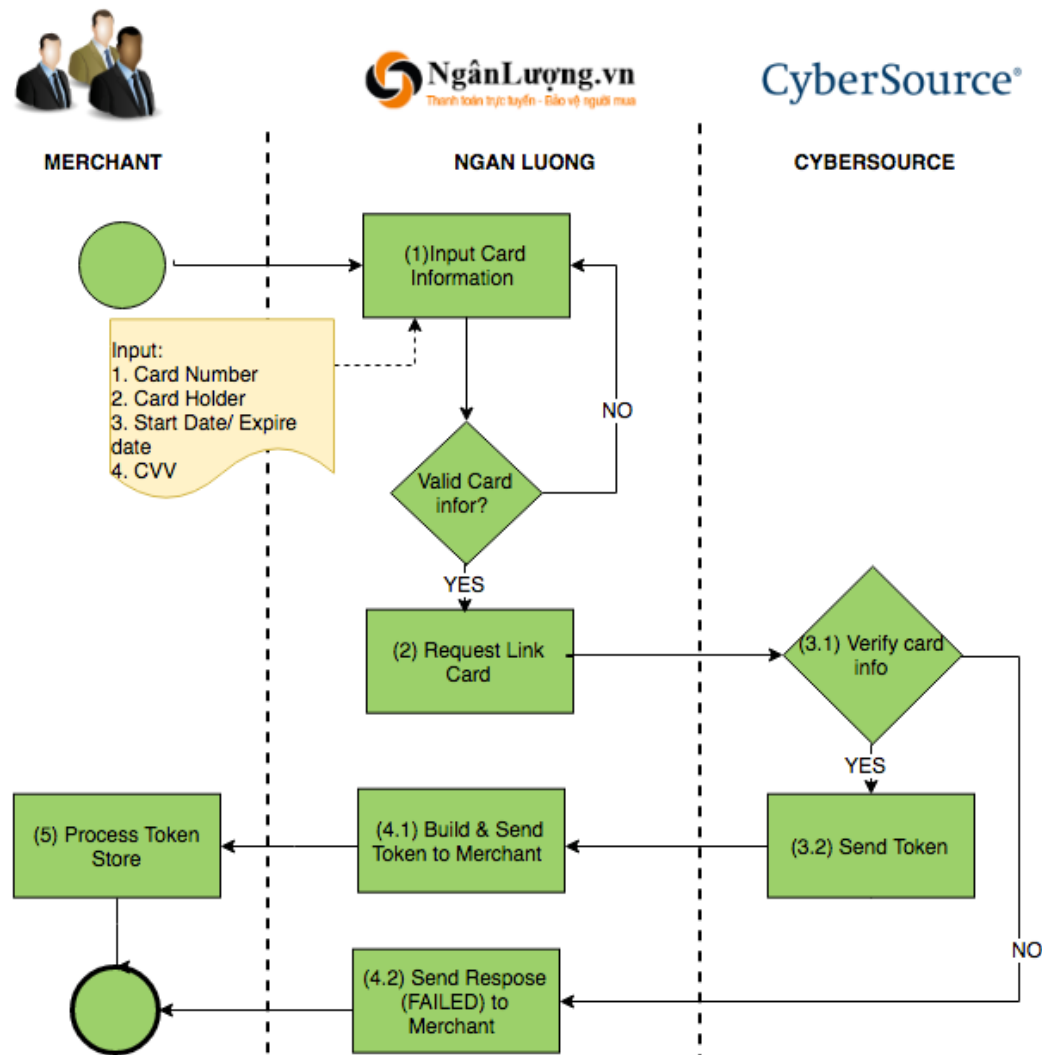 NgânLượng.vn
Thanh toán trực tuyến - Bảo vệ người mua
CyberSource®
MERCHANT
NGAN LUONG
CYBERSOURCE
(1)Input Card
Information
Input:
1. Card Number
2. Card Holder
3. Start Date/ Expire
date
4. CVV
NO
Valid Card
infor?
YES
(2) Request Link
Card
(3.1) Verify card
info
YES
(5) Process Token
Store
(4.1) Build & Send
Token to Merchant
(3.2) Send Token
NO
(4.2) Send Respose
(FAILED) to
Merchant